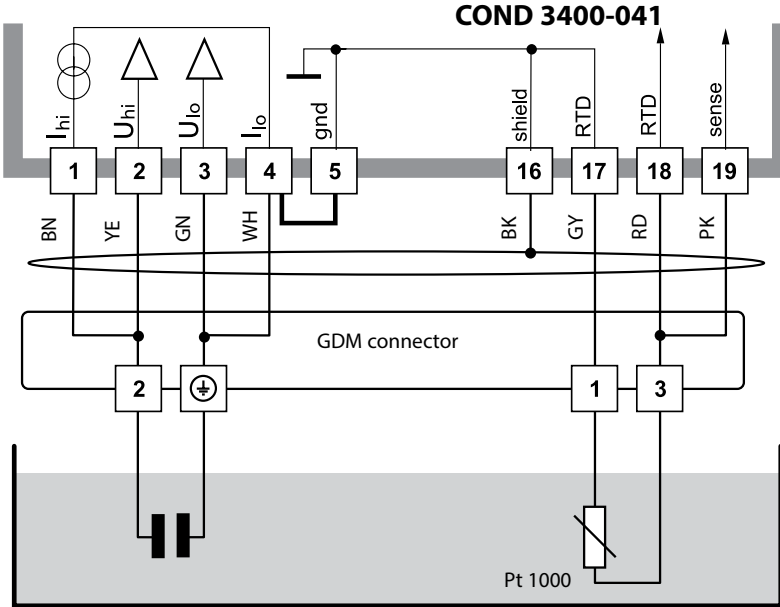 COND 3400-041
Ihi
Uhi
Ulo
Ilo
gnd
shield
RTD
RTD
sense
1
2
3
4
5
16
17
18
19
BN
YE
GN
WH
BK
GY
RD
PK
GDM connector
2
1
3
Pt 1000